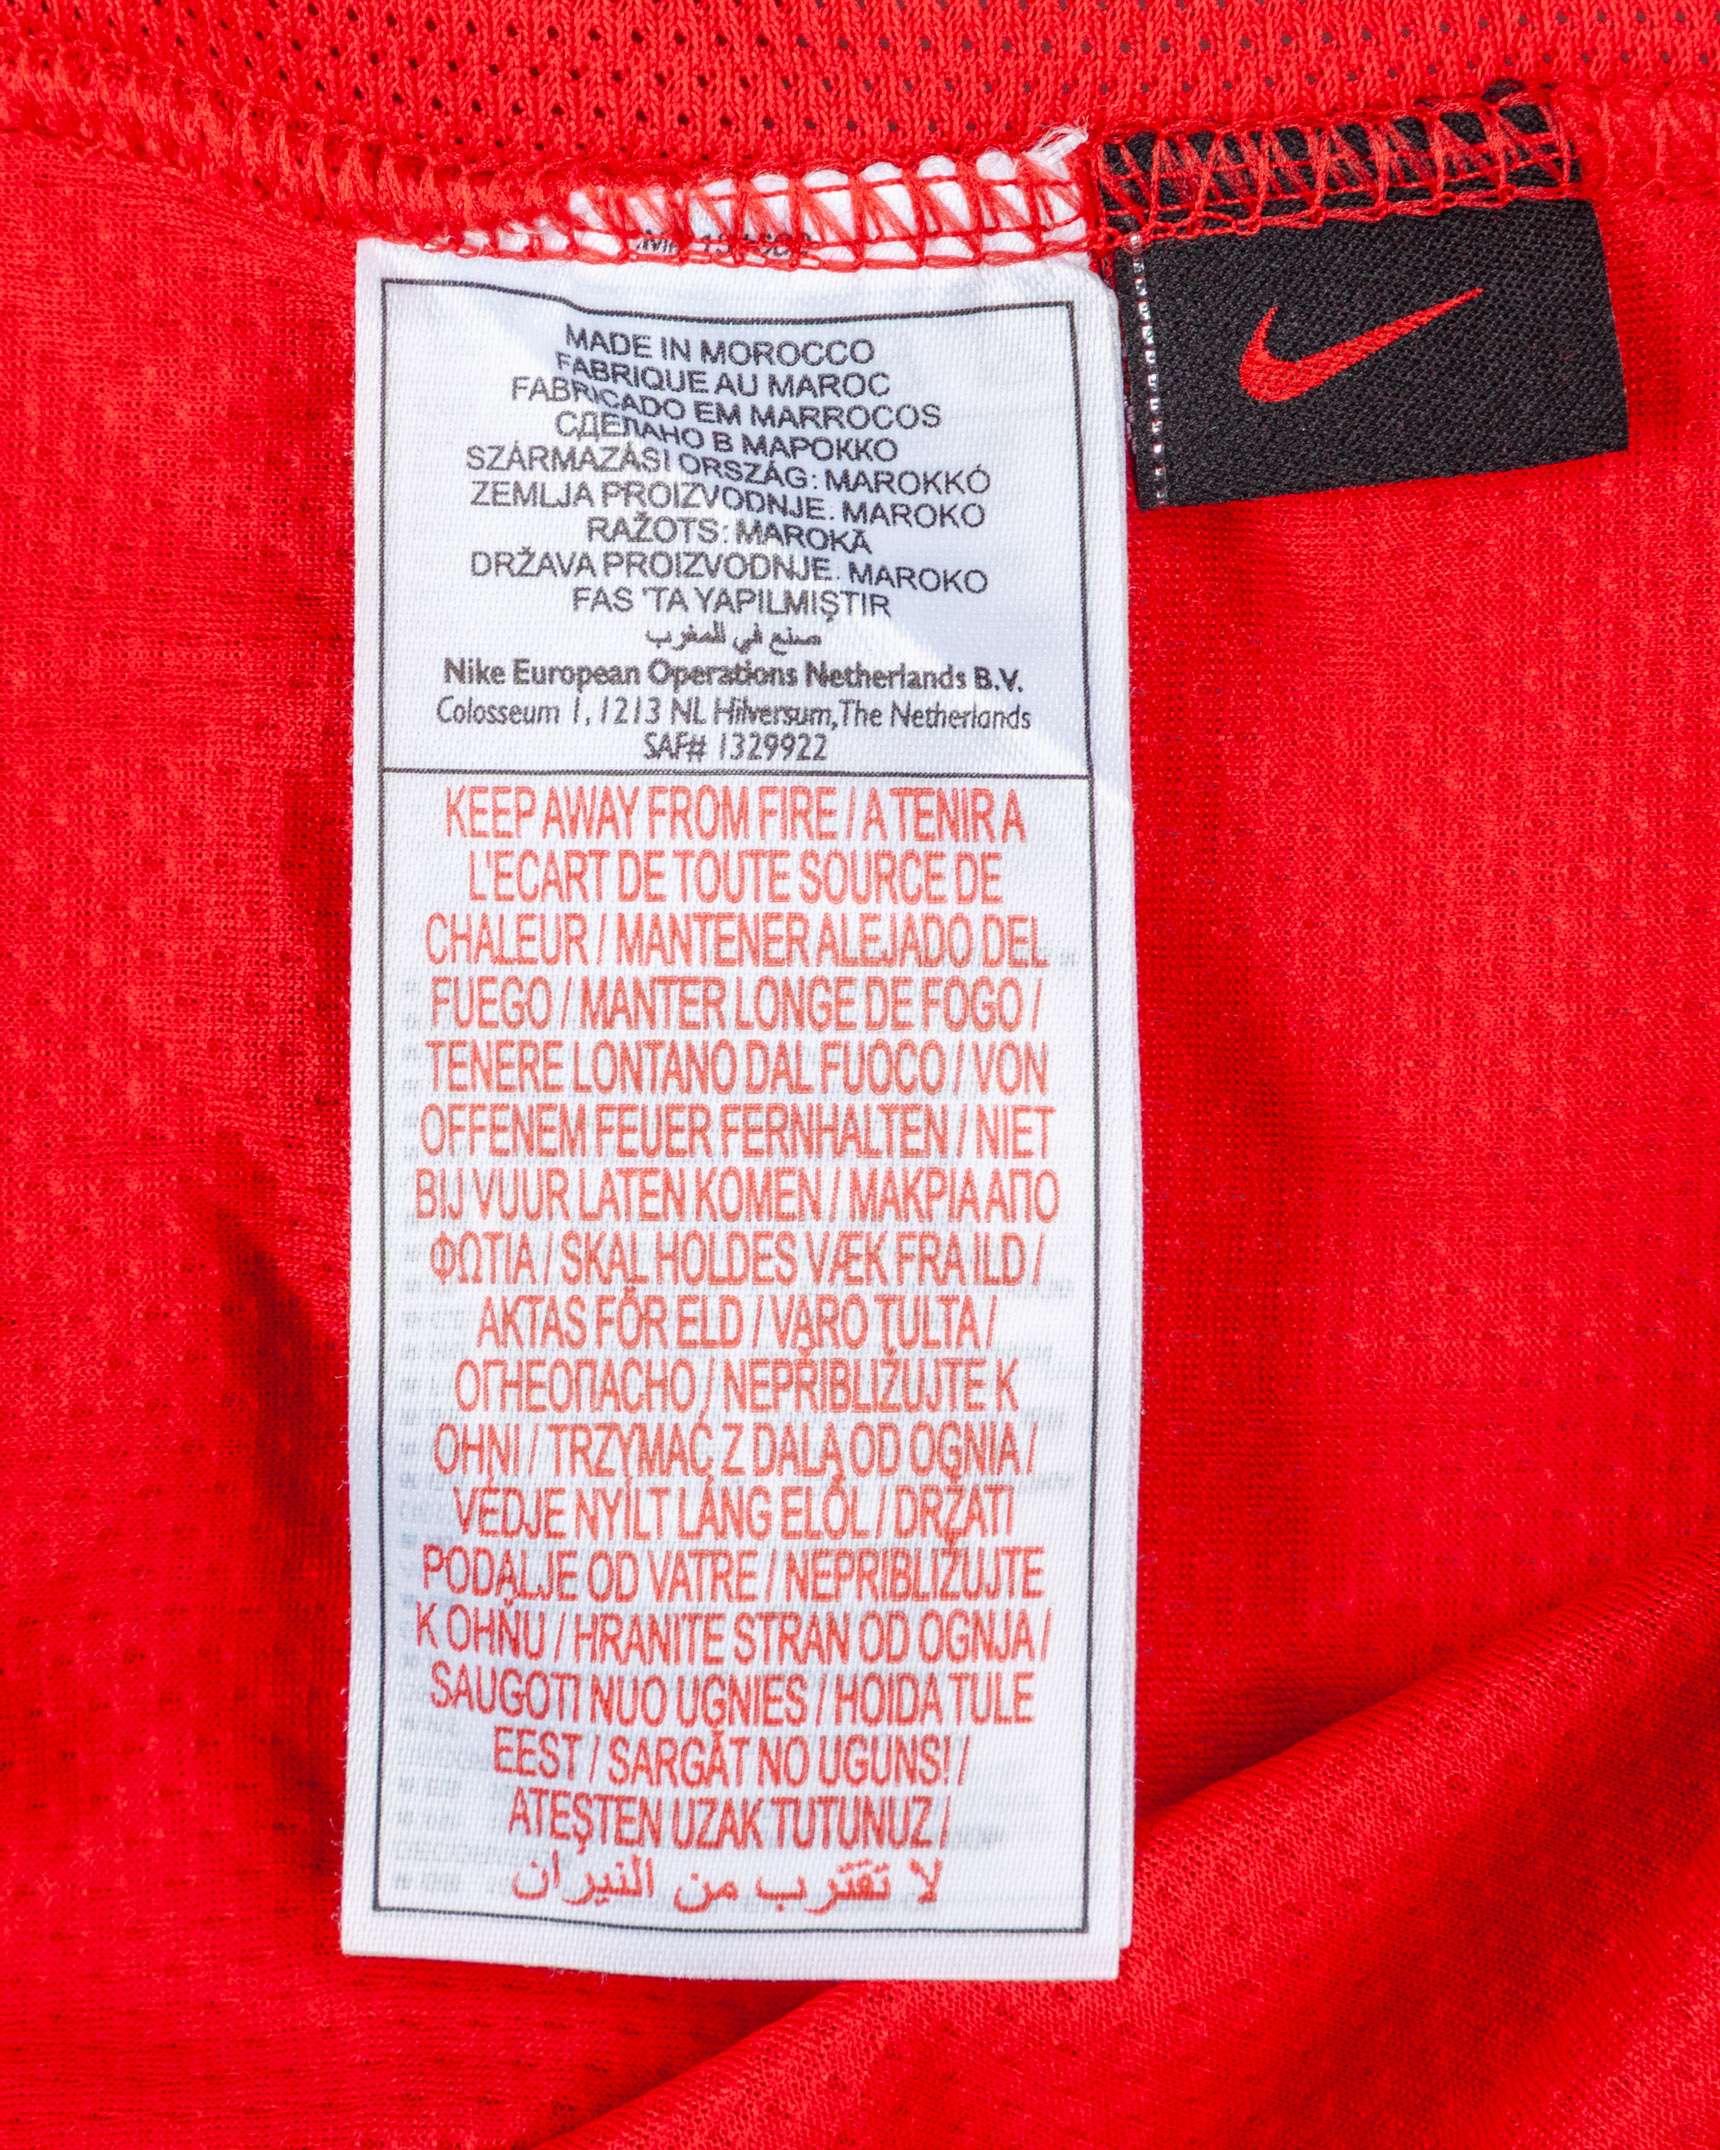 MADE IN MOROCCO
FABRIQUE AU MAROC
FABRICADO EM MARROCOS
СДЕЛАНО В МАРОККО
SZÁRMAZÁSI ORSZÁG: MAROKKÓ
ZEMLJA PROIZVODNJE. MAROKO
RAŽOTS: MAROKĀ
DRŽAVA PROIZVODNJE. MAROKO
FAS 'TA YAPILMIŞTIR
صنع في المغرب
Nike European Operations Netherlands B.V.
Colosseum 1, 1213 NL Hilversum, The Netherlands
SAF# 1329922
KEEP AWAY FROM FIRE / A TENIR A
L'ECART DE TOUTE SOURCE DE
CHALEUR / MANTENER ALEJADO DEL
FUEGO / MANTER LONGE DE FOGO /
TENERE LONTANO DAL FUOCO / VON
OFFENEM FEUER FERNHALTEN / NIET
BIJ VUUR LATEN KOMEN / ΜΑΚΡΙΑ ΑΠΟ
ΦΩΤΙΑ / SKAL HOLDES VÆK FRA ILD /
AKTAS FÖR ELD / VARO TULTA /
ОГНЕОПАСНО / NEPŘIBLIŽUJTE K
OHNI / TRZYMAĆ Z DALA OD OGNIA /
VÉDJE NYÍLT LÁNG ELŐL / DRŽATI
PODALJE OD VATRE / NEPRIBLIŽUJTE
K OHŇU / HRANITE STRAN OD OGNJA /
SAUGOTI NUO UGNIES / HOIDA TULE
EEST / SARGĀT NO UGUNS! /
ATEŞTEN UZAK TUTUNUZ /
لا تقترب من النيران